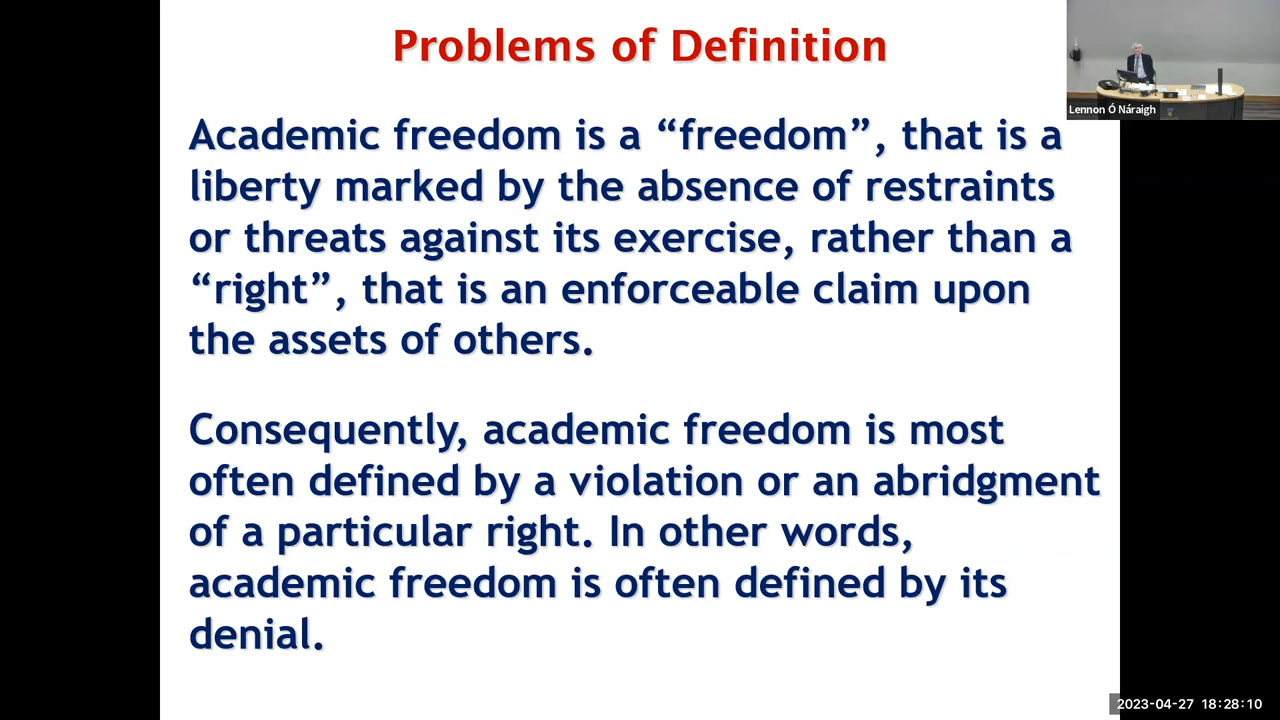 Problems of Definition
Lennon Ó Náraigh
Academic freedom is a “freedom”, that is a
liberty marked by the absence of restraints
or threats against its exercise, rather than a
“right”, that is an enforceable claim upon
the assets of others.
Consequently, academic freedom is most
often defined by a violation or an abridgment
of a particular right. In other words,
academic freedom is often defined by its
denial.
2023-04-27 18:28:10